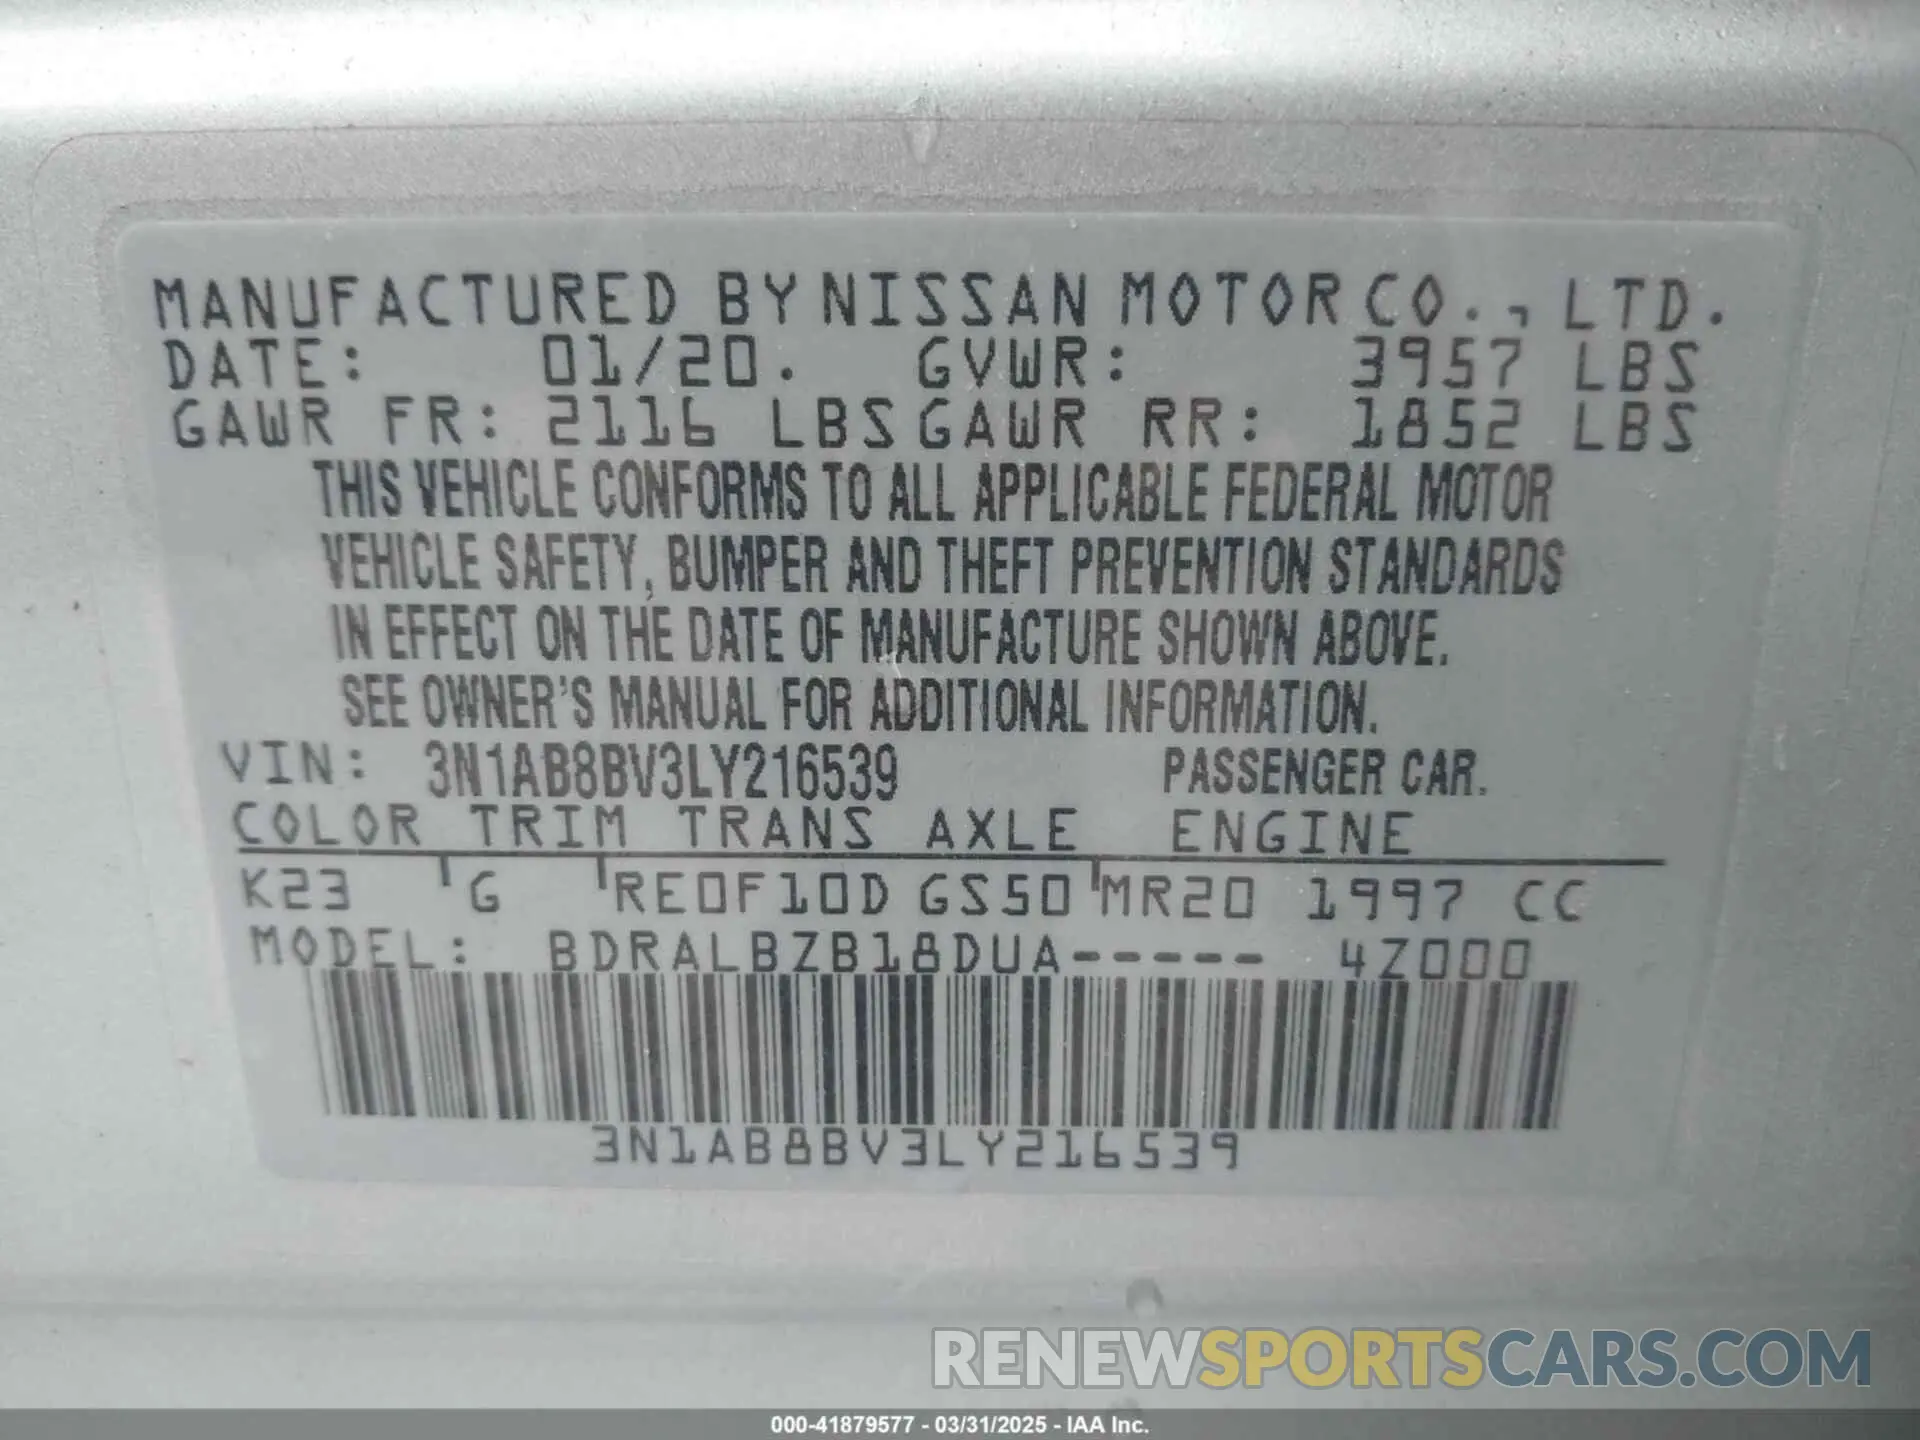 MANUFACTURED BY NISSAN MOTOR CO., LTD.
DATE: 01/20. GVWR: 3957 LBS
GAWR FR: 2116 LBS GAWR RR: 1852 LBS
THIS VEHICLE CONFORMS TO ALL APPLICABLE FEDERAL MOTOR
VEHICLE SAFETY, BUMPER AND THEFT PREVENTION STANDARDS
IN EFFECT ON THE DATE OF MANUFACTURE SHOWN ABOVE.
SEE OWNER'S MANUAL FOR ADDITIONAL INFORMATION.
VIN: 3N1AB8BV3LY216539 PASSENGER CAR.
COLOR TRIM TRANS AXLE ENGINE
K23 G RE0F10D GS50 MR20 1997 CC
MODEL: BDRALBZB18DUA----- 4Z000
3N1AB8BV3LY216539
RENEWSPORTSCARS.COM
000-41879577 - 03/31/2025 - IAA Inc.